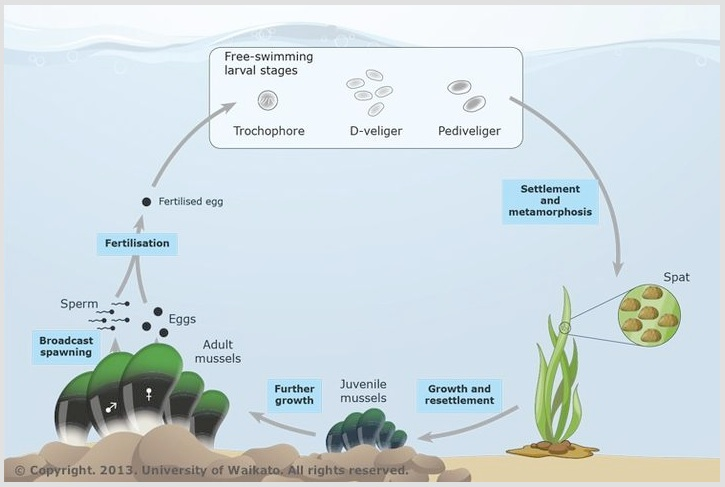 Free-swimming
larval stages
Trochophore
D-veliger
Pediveliger
Settlement
and
metamorphosis
Fertilised egg
Fertilisation
Spat
Sperm
Eggs
Broadcast
spawning
Adult
mussels
Further
growth
Juvenile
mussels
Growth and
resettlement
© Copyright. 2013. University of Waikato. All rights reserved.